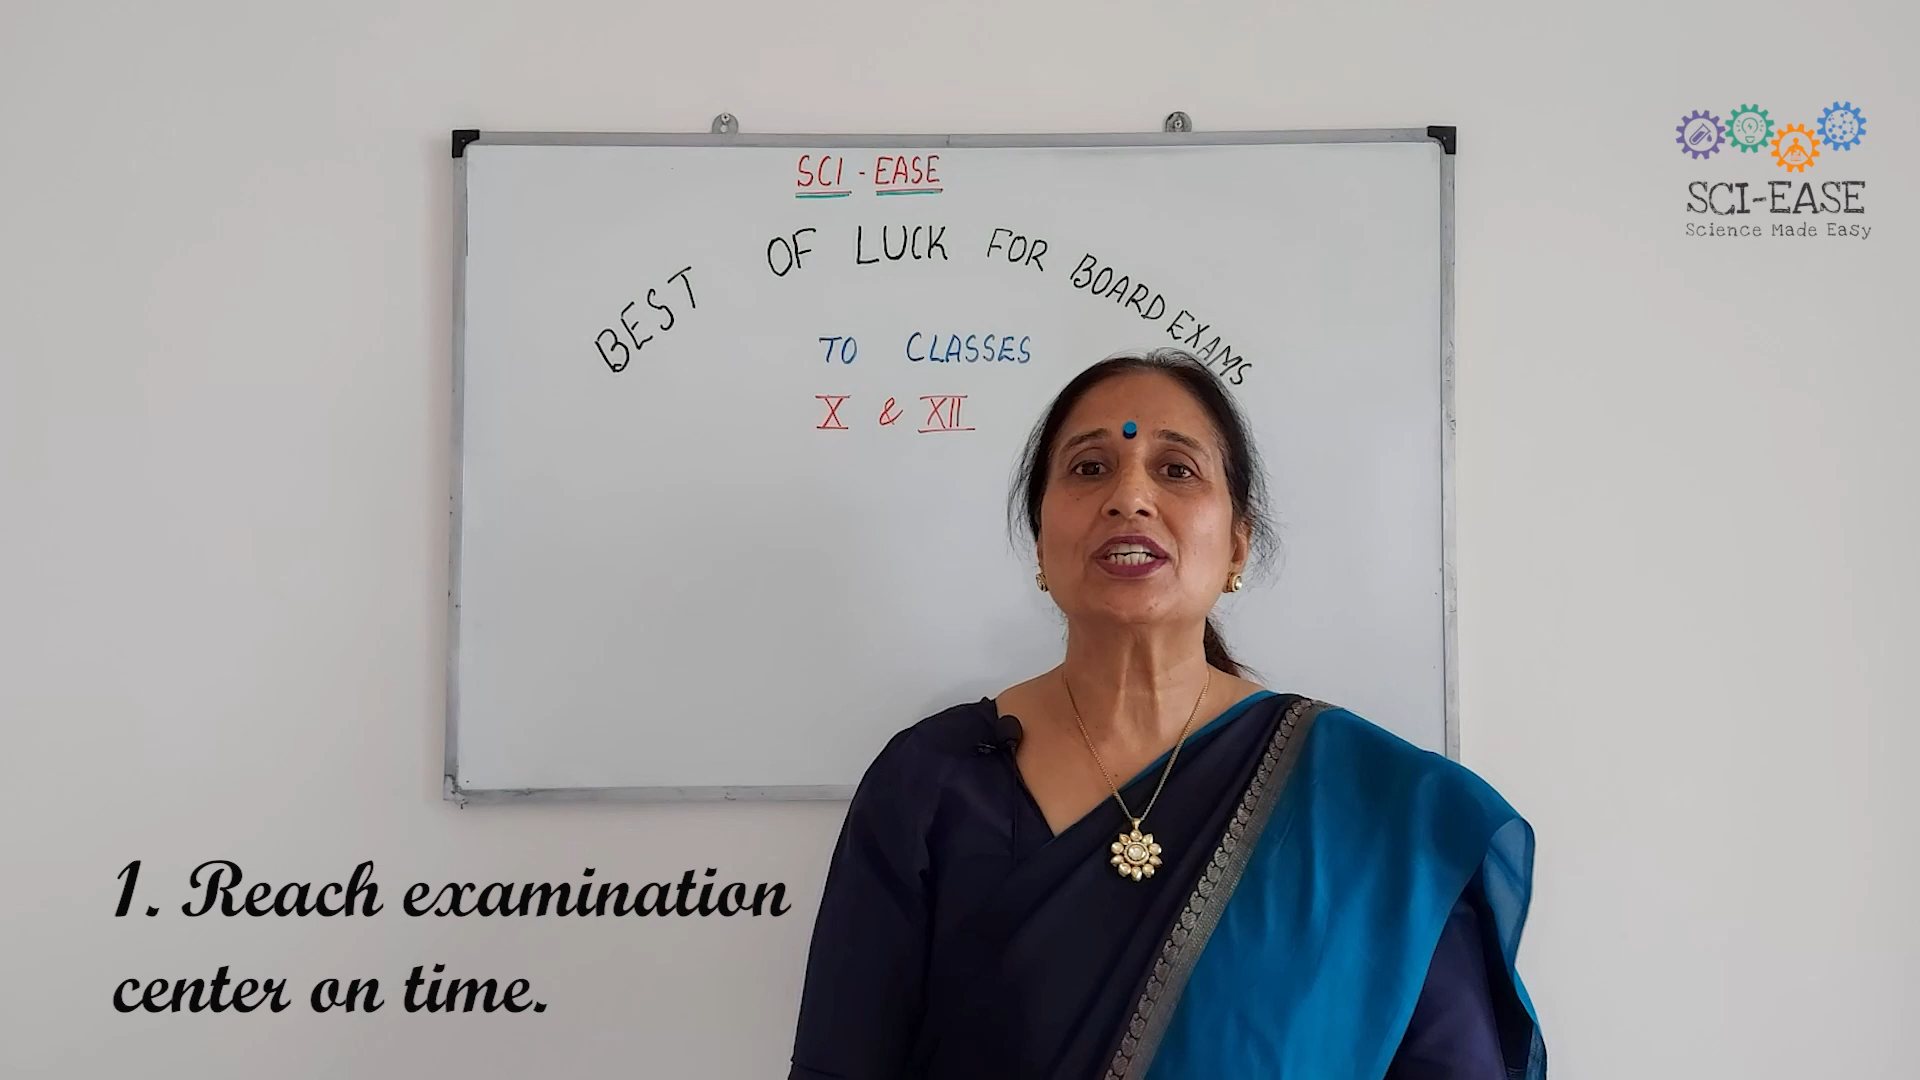 SCI-EASE
BEST OF LUCK FOR BOARD EXAMS
TO CLASSES
X & XII
SCI-EASE
Science Made Easy
1. Reach examination
center on time.